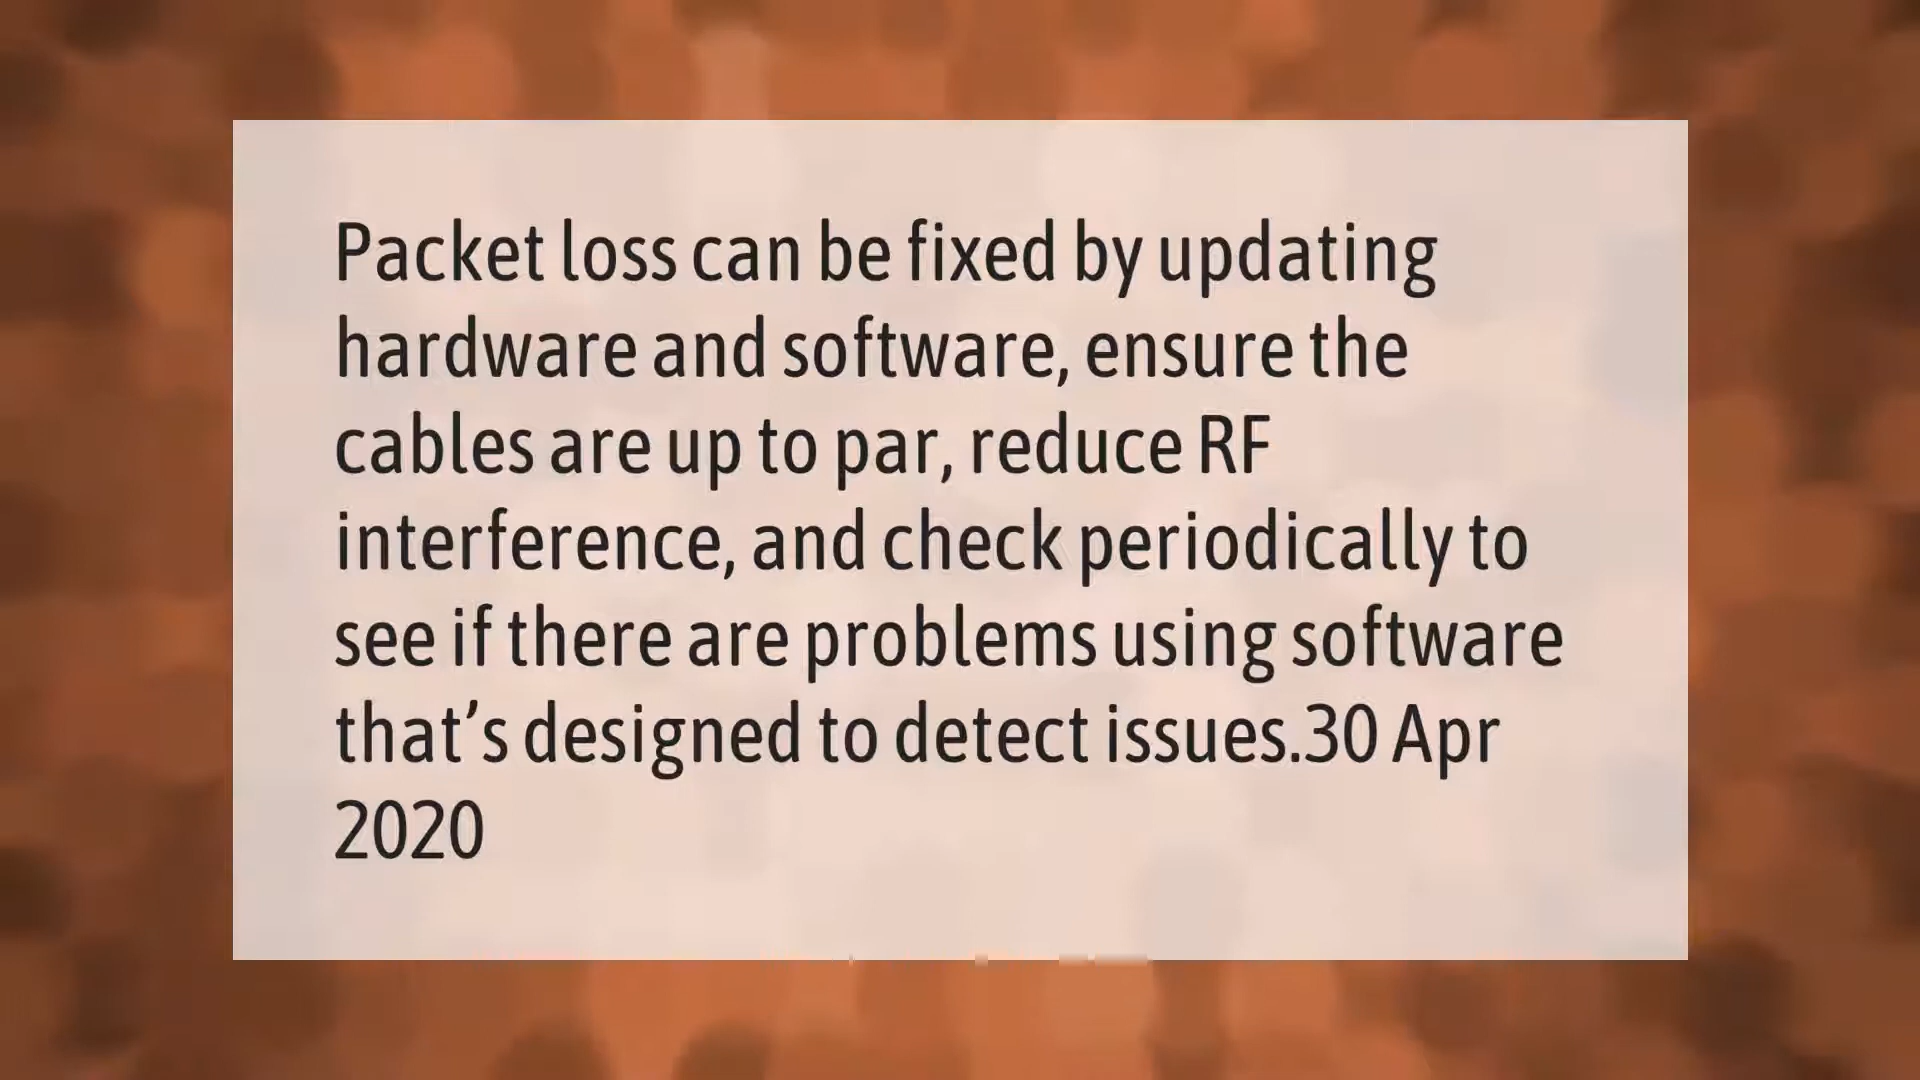 Packet loss can be fixed by updating
hardware and software, ensure the
cables are up to par, reduce RF
interference, and check periodically to
see if there are problems using software
that’s designed to detect issues.30 Apr
2020